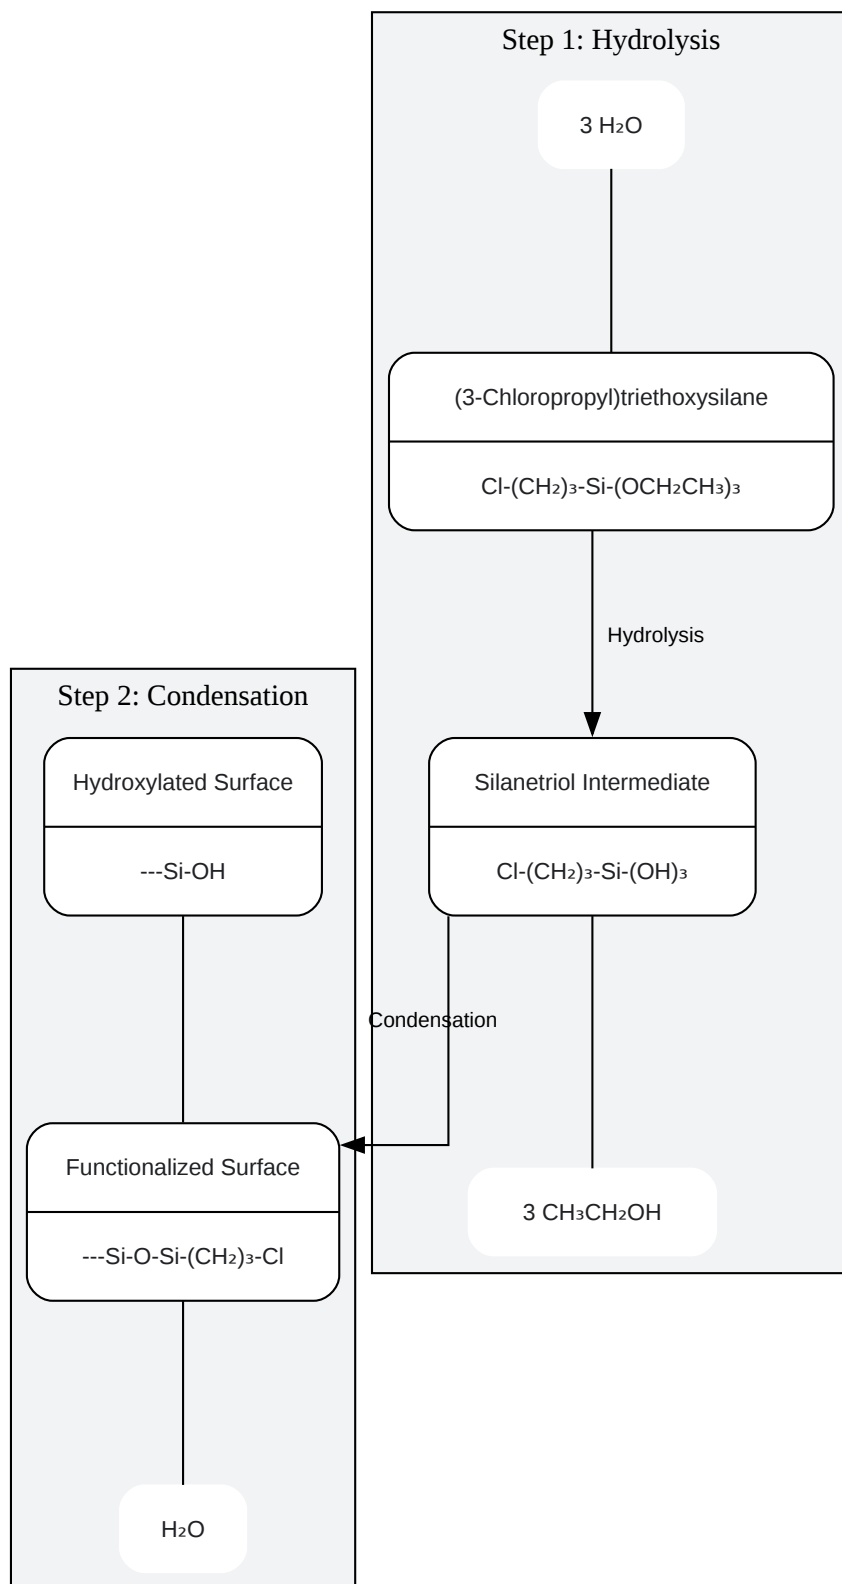 Step 1: Hydrolysis
3 H₂O
(3-Chloropropyl)triethoxysilane
Cl-(CH₂)₃-Si-(OCH₂CH₃)₃
Hydrolysis
Silanetriol Intermediate
Cl-(CH₂)₃-Si-(OH)₃
3 CH₃CH₂OH
Step 2: Condensation
Hydroxylated Surface
---Si-OH
Condensation
Functionalized Surface
---Si-O-Si-(CH₂)₃-Cl
H₂O